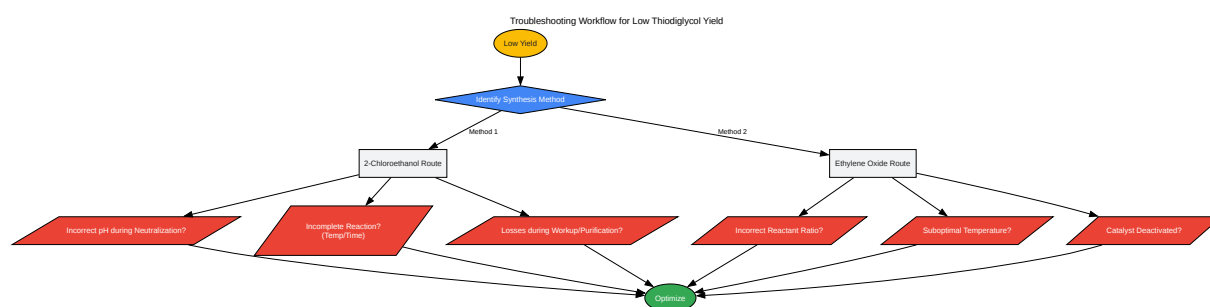 Troubleshooting Workflow for Low Thiodiglycol Yield
Low Yield
Identify Synthesis Method
Method 1
Method 2
2-Chloroethanol Route
Ethylene Oxide Route
Incorrect pH during Neutralization?
Incomplete Reaction?
(Temp/Time)
Losses during Workup/Purification?
Incorrect Reactant Ratio?
Suboptimal Temperature?
Catalyst Deactivated?
Optimize